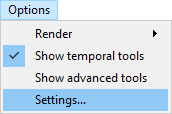 Options
Render
Show temporal tools
Show advanced tools
Settings...